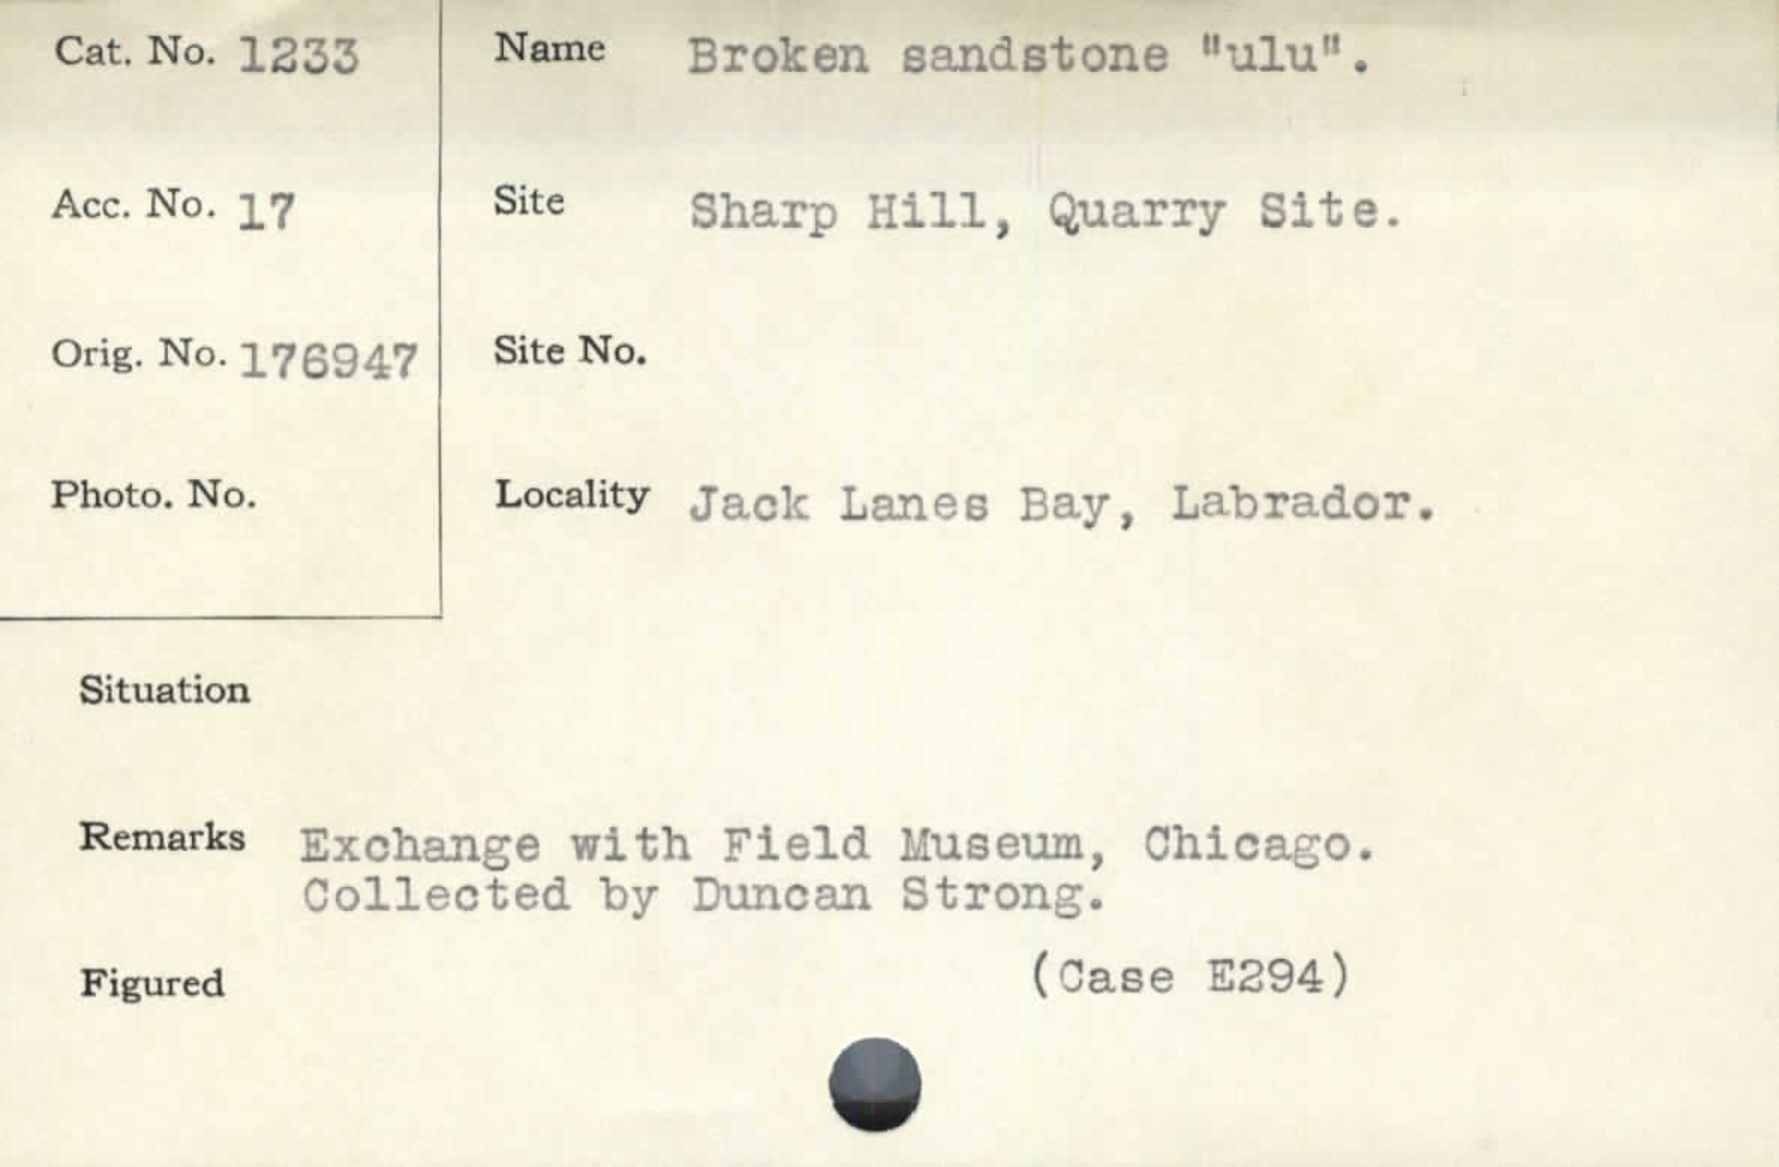 Cat. No. 1233
Name Broken sandstone "ulu".
Acc. No. 17
Site Sharp Hill, Quarry Site.
Orig. No. 176947
Site No.
Photo. No.
Locality Jack Lanes Bay, Labrador.
Situation
Remarks Exchange with Field Museum, Chicago.
Collected by Duncan Strong.
Figured (Case E294)